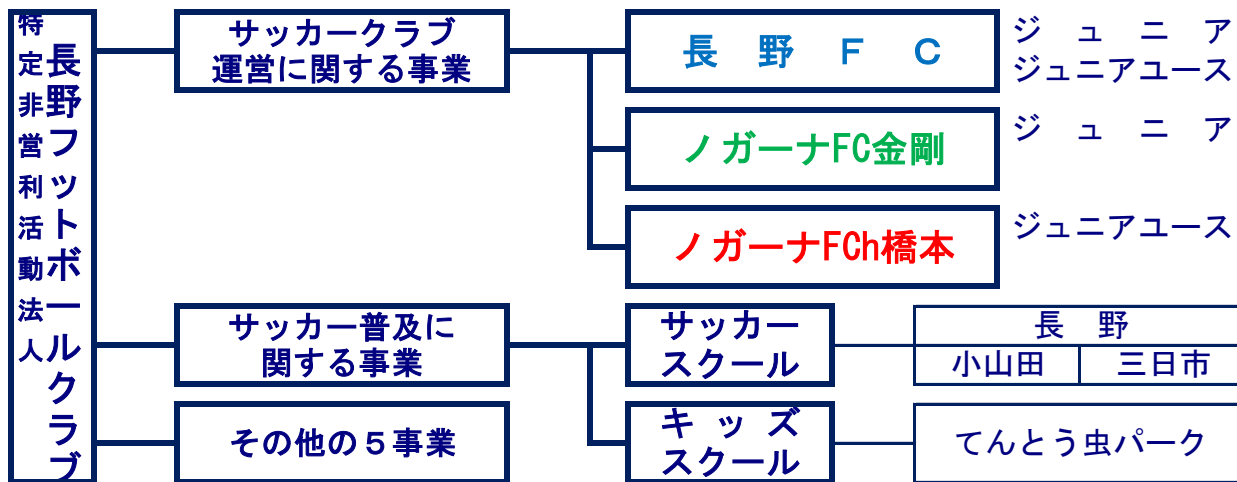 特定非営利活動法人
長野フットボールクラブ
サッカークラブ
運営に関する事業
長野FC
ジュニア
ジュニアユース
ノガーナFC金剛
ジュニア
ノガーナFCh橋本
ジュニアユース
サッカー普及に
関する事業
サッカー
スクール
長野
小山田 三日市
その他の5事業
キッズ
スクール
てんとう虫パーク